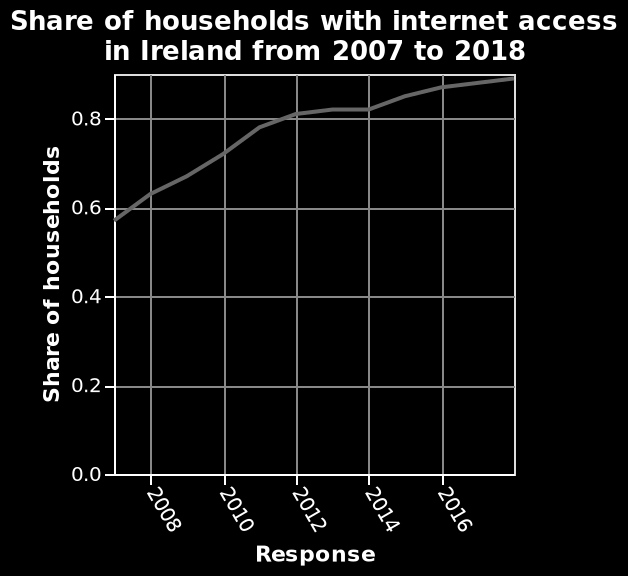 Share of households with internet access
in Ireland from 2007 to 2018
Share of households
0.8
0.6
0.4
0.2
0.0
2008
2010
2012
2014
2016
Response